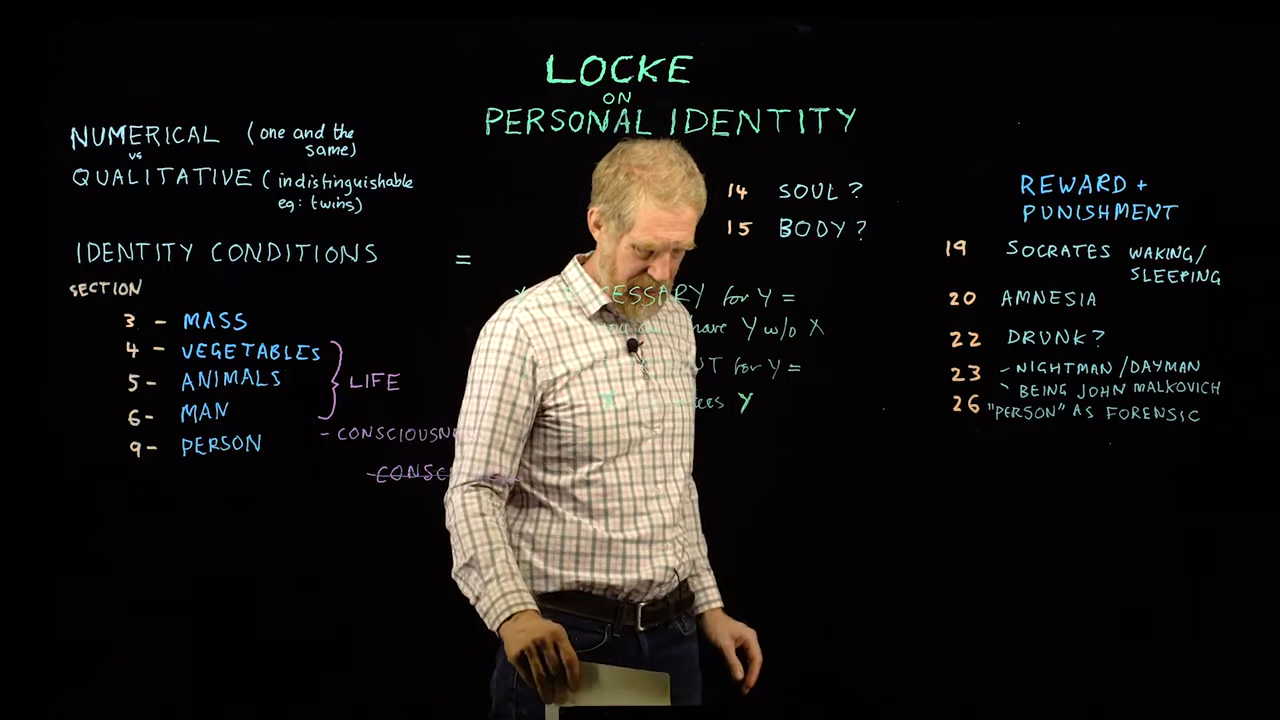 LOCKE
ON
PERSONAL IDENTITY
NUMERICAL (one and the same)
vs
QUALITATIVE (indistinguishable
eg: twins)
IDENTITY CONDITIONS =
SECTION
3 - MASS
4 - VEGETABLES
5 - ANIMALS
6 - MAN
LIFE
9 - PERSON
- CONSCIOUSN
14 SOUL?
15 BODY?
for Y =
have Y w/o X
for Y =
Y
REWARD +
PUNISHMENT
19 SOCRATES WAKING/
SLEEPING
20 AMNESIA
22 DRUNK?
23 - NIGHTMAN/DAYMAN
- BEING JOHN MALKOVICH
26 "PERSON" AS FORENSIC